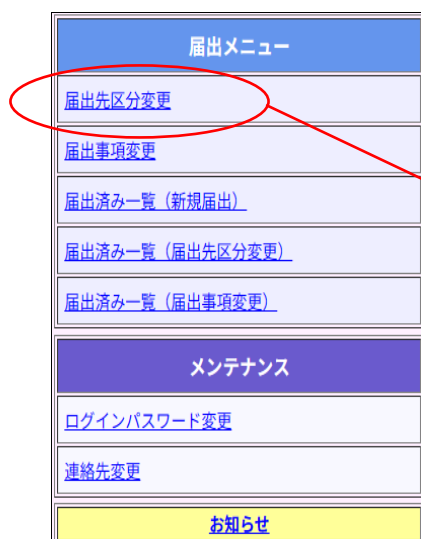 届出メニュー
届出先区分変更
届出事項変更
届出済み一覧（新規届出）
届出済み一覧（届出先区分変更）
届出済み一覧（届出事項変更）
メンテナンス
ログインパスワード変更
連絡先変更
お知らせ